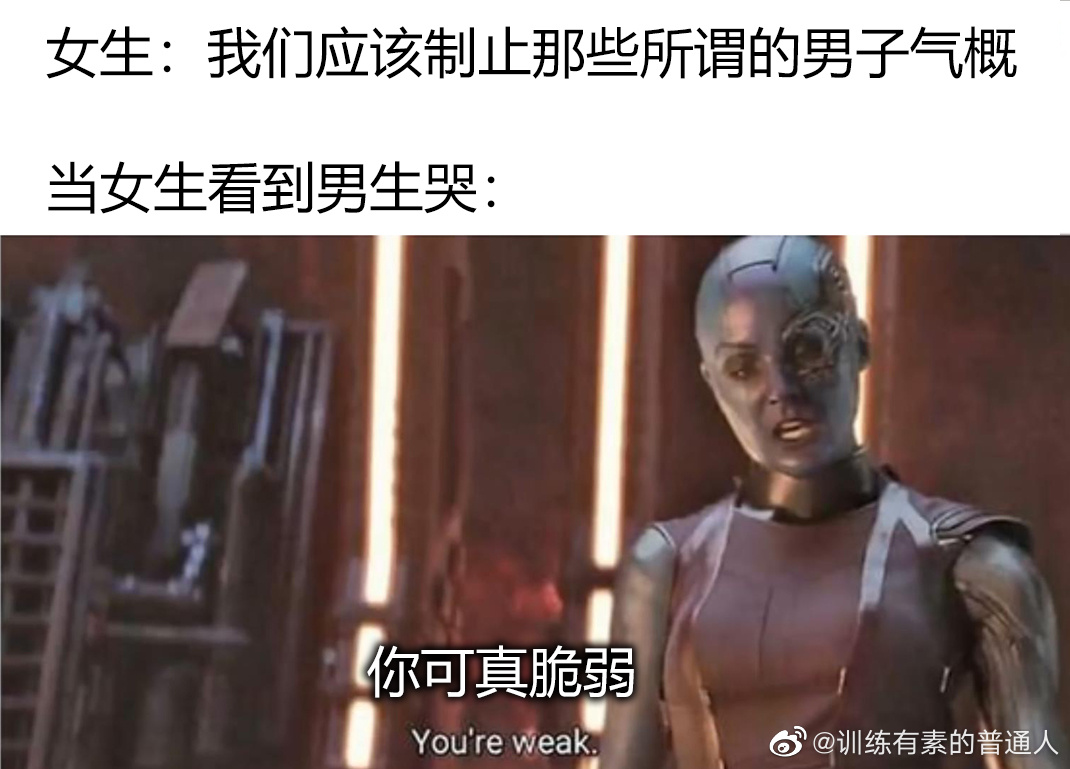 女生：我们应该制止那些所谓的男子气概
当女生看到男生哭：
你可真脆弱
You're weak.
@训练有素的普通人